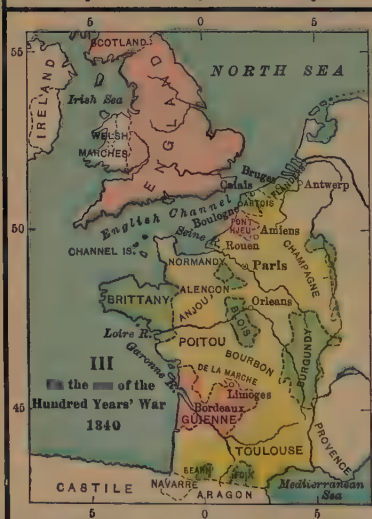 5 0 5
55
SCOTLAND
NORTH SEA
IRELAND
Irish Sea
ENGLAND
WELSH
MARCHES
Bruges
Calais
FLANDERS
Antwerp
English Channel
Boulogne
ARTOIS
50
PONT
HIEU
Amiens
CHANNEL IS.
Seine R.
Rouen
CHAMPAGNE
NORMANDY
Paris
ALENCON
BRITTANY
ANJOU
Orleans
BLOIS
Loire R.
POITOU
BURGUNDY
III
BOURBON
Garonne R.
the of the
DE LA MARCHE
Hundred Years' War
Limoges
1340
45
Bordeaux
GUIENNE
PROVENCE
TOULOUSE
BEARN
FOIX
Mediterranean
Sea
NAVARRE
CASTILE
ARAGON
5 0 5